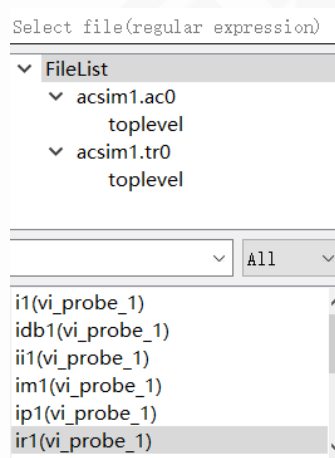 Select file(regular expression)
FileList
acsim1.ac0
toplevel
acsim1.tr0
toplevel
All
i1(vi_probe_1)
idb1(vi_probe_1)
ii1(vi_probe_1)
im1(vi_probe_1)
ip1(vi_probe_1)
ir1(vi_probe_1)